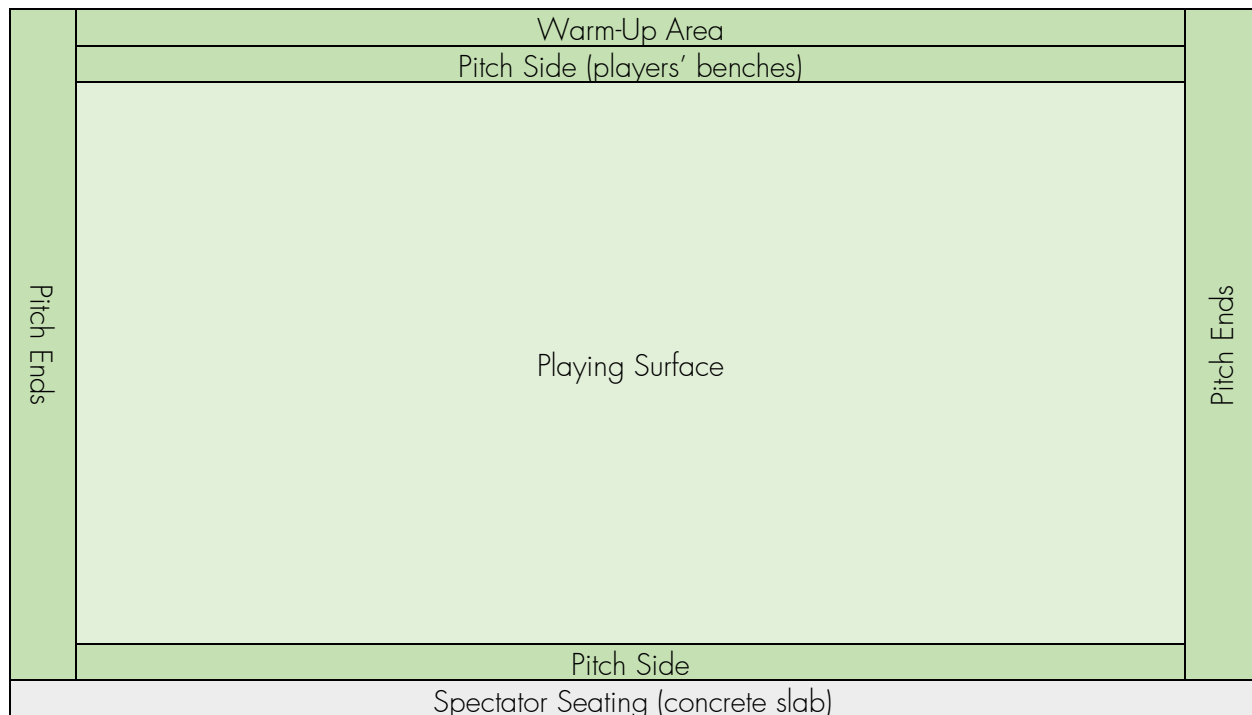 Warm-Up Area
Pitch Side (players’ benches)
Pitch Ends
Playing Surface
Pitch Ends
Pitch Side
Spectator Seating (concrete slab)